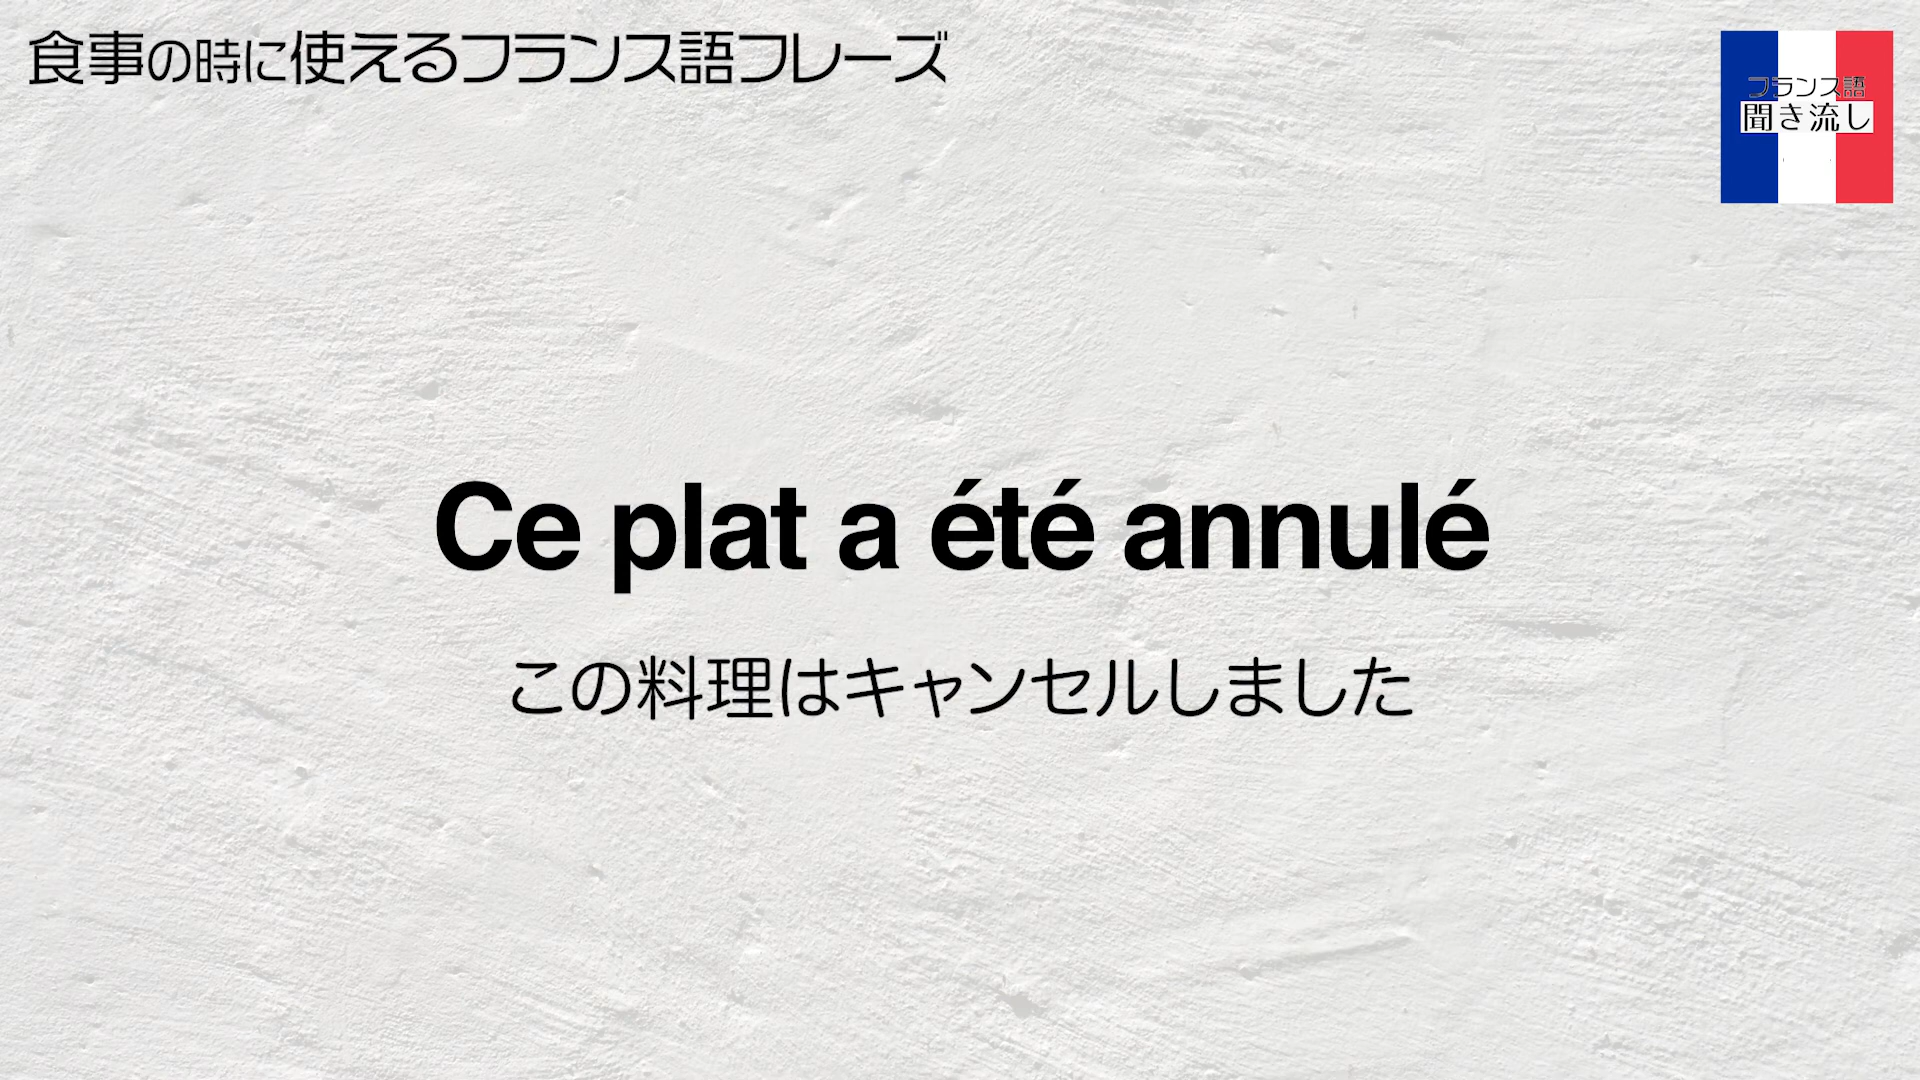 食事の時に使えるフランス語フレーズ
フランス語
聞き流し
Ce plat a été annulé
この料理はキャンセルしました